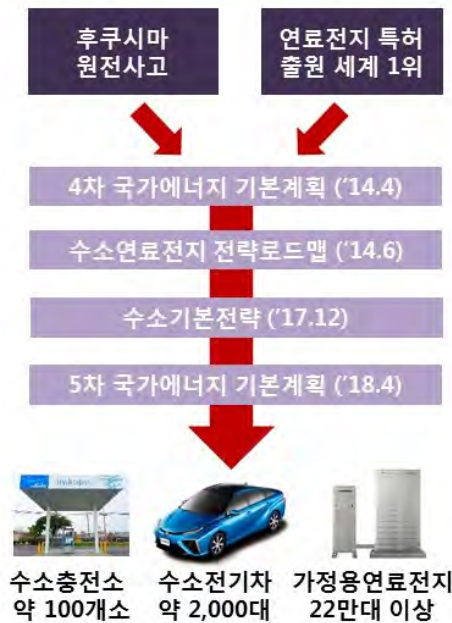 후쿠시마
원전사고
연료전지 특허
출원 세계 1위
4차 국가에너지 기본계획 ('14.4)
수소연료전지 전략로드맵 ('14.6)
수소기본전략 ('17.12)
5차 국가에너지 기본계획 ('18.4)
수소충전소
약 100개소
수소전기차
약 2,000대
가정용연료전지
22만대 이상